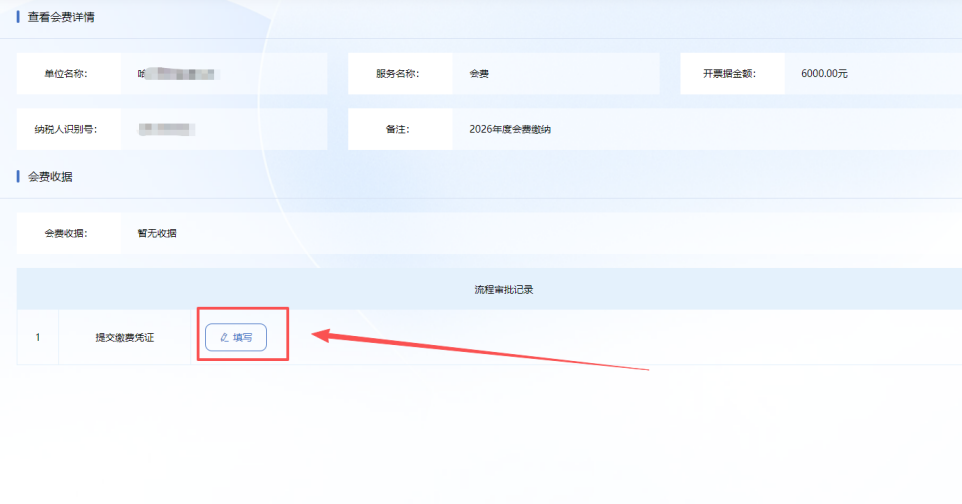 查看会费详情
单位名称： 服务名称： 会费 开票据金额： 6000.00元
纳税人识别号： 备注： 2026年度会费缴纳
会费收据
会费收据： 暂无收据
流程审批记录
1 提交缴费凭证 填写